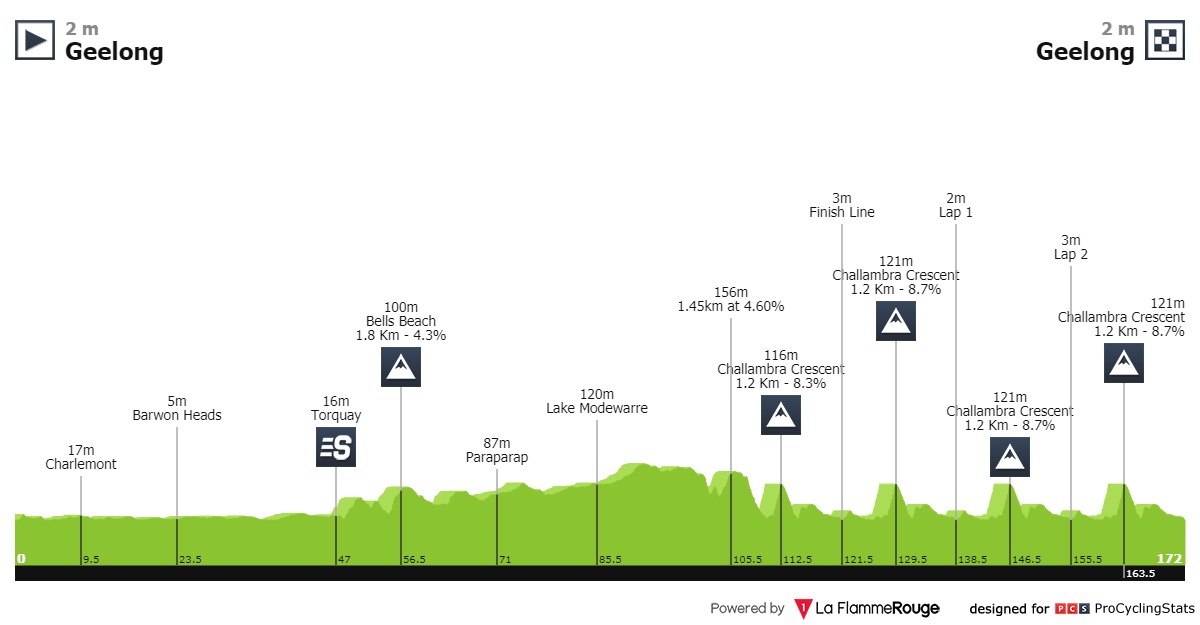 2 m
Geelong
2 m
Geelong
17m
Charlemont
5m
Barwon Heads
16m
Torquay
S
100m
Bells Beach
1.8 Km - 4.3%
87m
Paraparap
120m
Lake Modewarre
156m
1.45km at 4.60%
116m
Challambra Crescent
1.2 Km - 8.3%
3m
Finish Line
121m
Challambra Crescent
1.2 Km - 8.7%
2m
Lap 1
121m
Challambra Crescent
1.2 Km - 8.7%
3m
Lap 2
121m
Challambra Crescent
1.2 Km - 8.7%
0
9.5
23.5
47
56.5
71
85.5
105.5
112.5
121.5
129.5
138.5
146.5
155.5
163.5
172
Powered by 1 La FlammeRouge designed for PCS ProCyclingStats